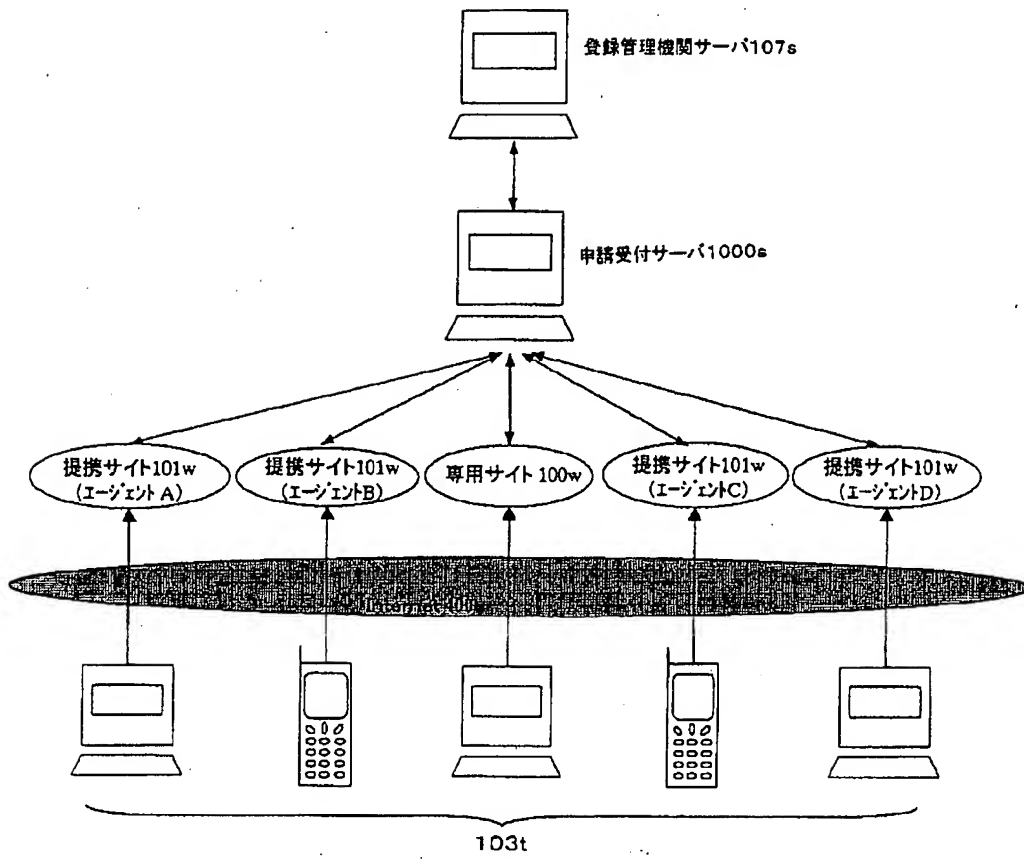 登録管理機関サーバ107s
申請受付サーバ1000s
提携サイト101w
(エージェントA)
提携サイト101w
(エージェントB)
専用サイト100w
提携サイト101w
(エージェントC)
提携サイト101w
(エージェントD)
Internet
103t